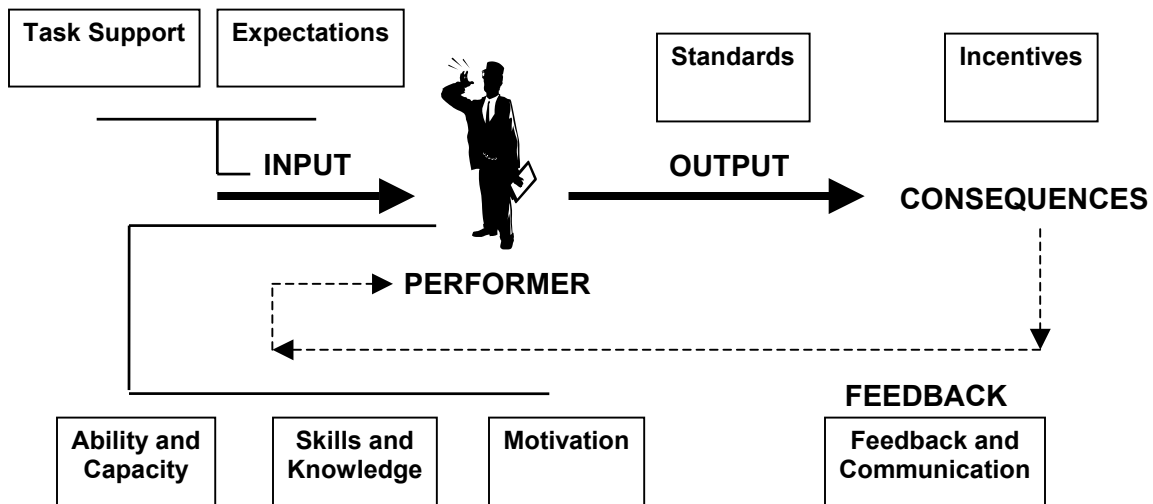 Task Support
Expectations
Standards
Incentives
INPUT
OUTPUT
CONSEQUENCES
PERFORMER
FEEDBACK
Ability and
Capacity
Skills and
Knowledge
Motivation
Feedback and
Communication